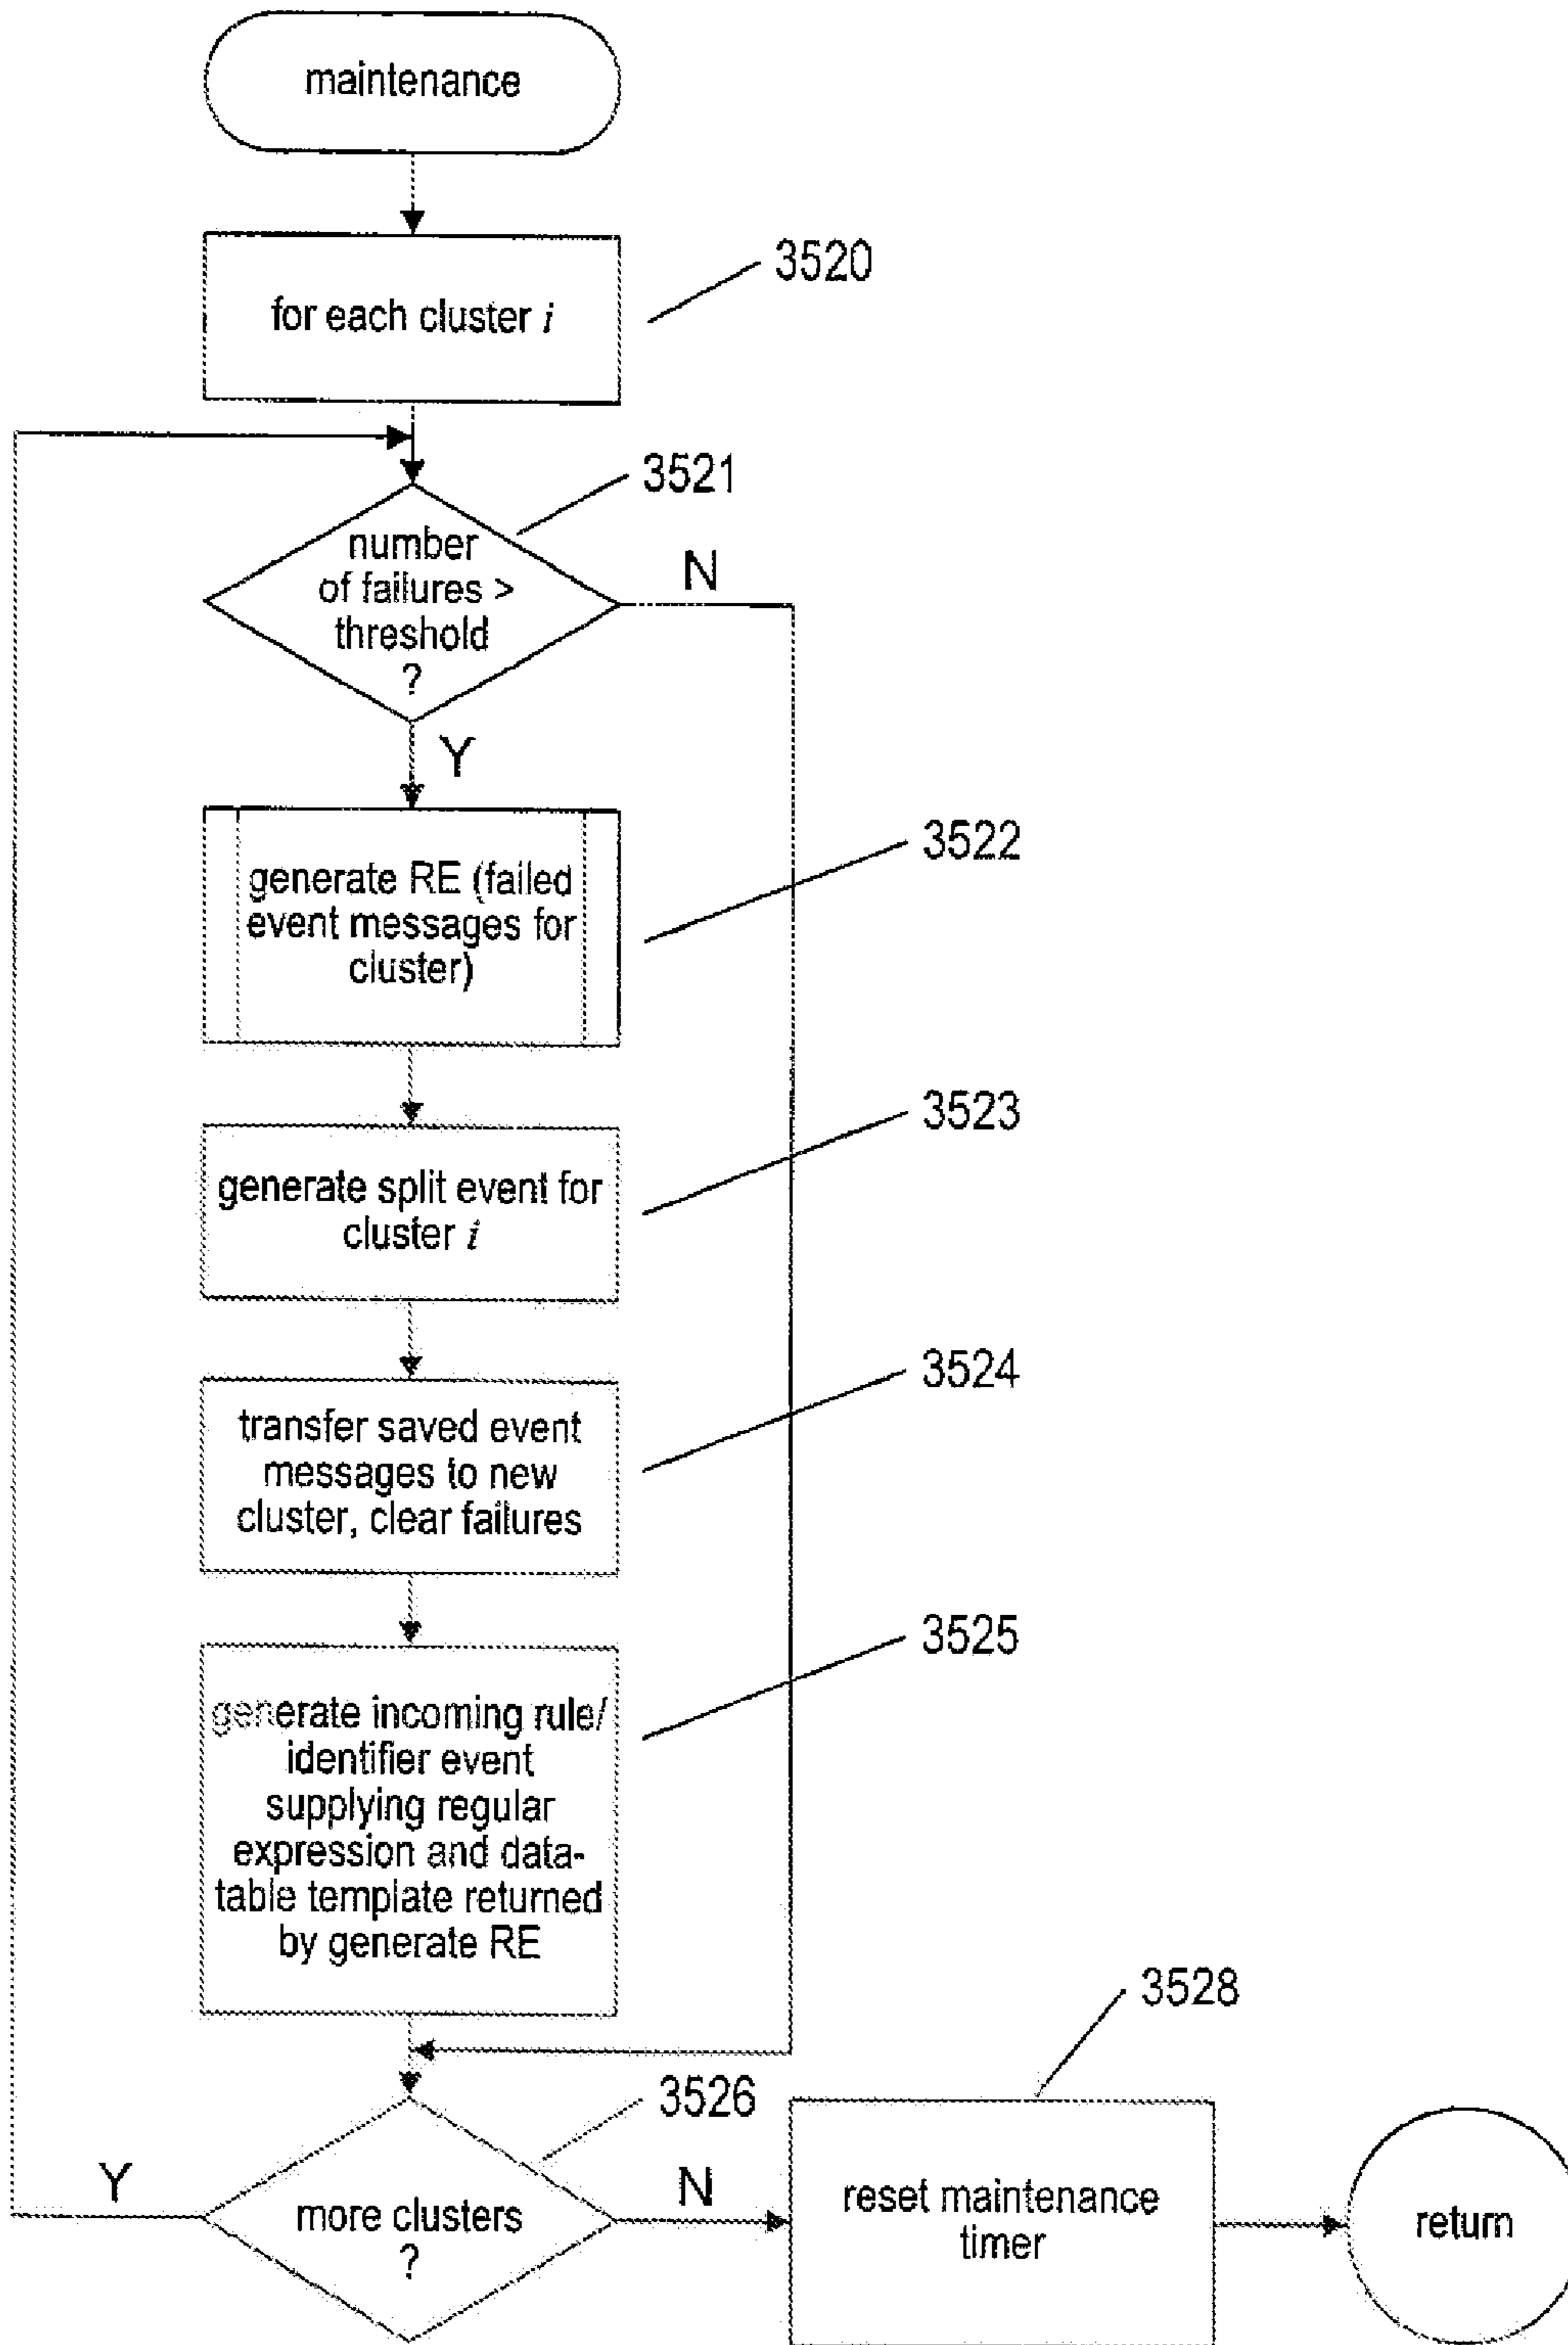 maintenance
3520
for each cluster i
3521
number
of failures >
threshold
?
N
Y
3522
generate RE (failed
event messages for
cluster)
3523
generate split event for
cluster i
3524
transfer saved event
messages to new
cluster, clear failures
3525
generate incoming rule/
identifier event
supplying regular
expression and data-
table template returned
by generate RE
3528
3526
Y
more clusters
?
N
reset maintenance
timer
return